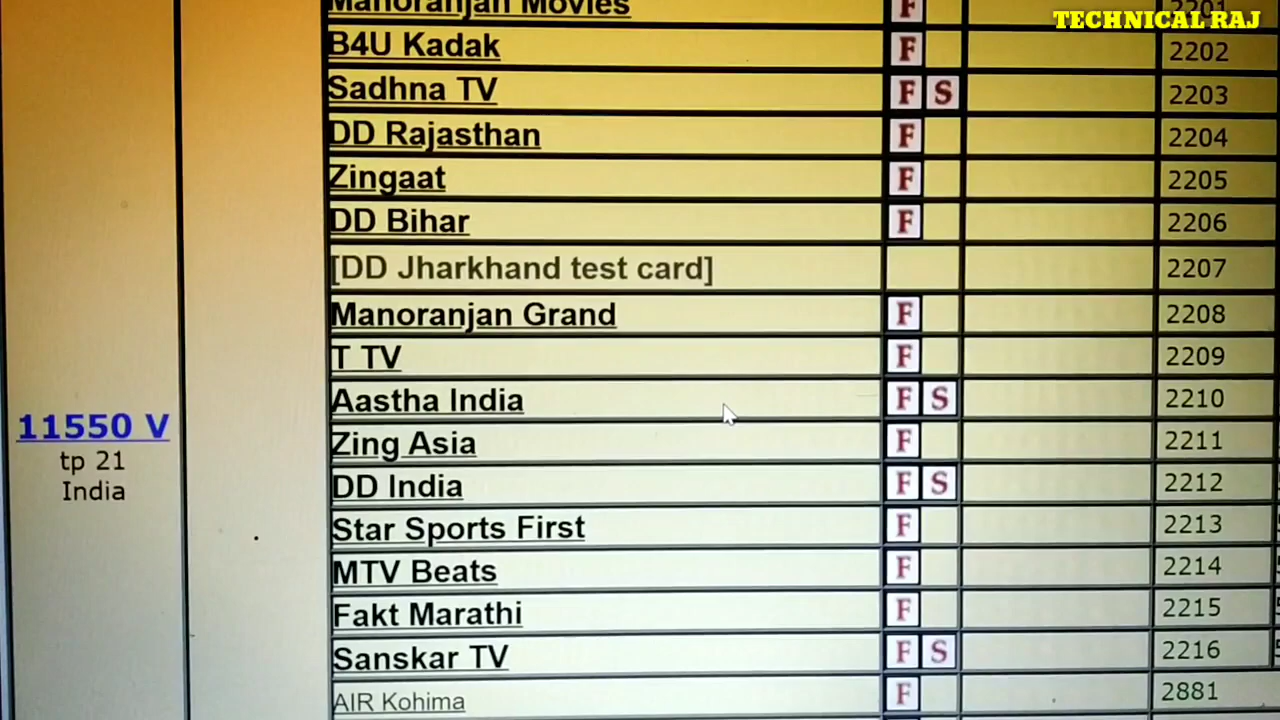 Manoranjan Movies F 2201
TECHNICAL RAJ
B4U Kadak F 2202
Sadhna TV F S 2203
DD Rajasthan F 2204
Zingaat F 2205
DD Bihar F 2206
[DD Jharkhand test card] 2207
Manoranjan Grand F 2208
T TV F 2209
Aastha India F S 2210
11550 V
tp 21
India
Zing Asia F 2211
DD India F S 2212
Star Sports First F 2213
MTV Beats F 2214
Fakt Marathi F 2215
Sanskar TV F S 2216
AIR Kohima F 2881